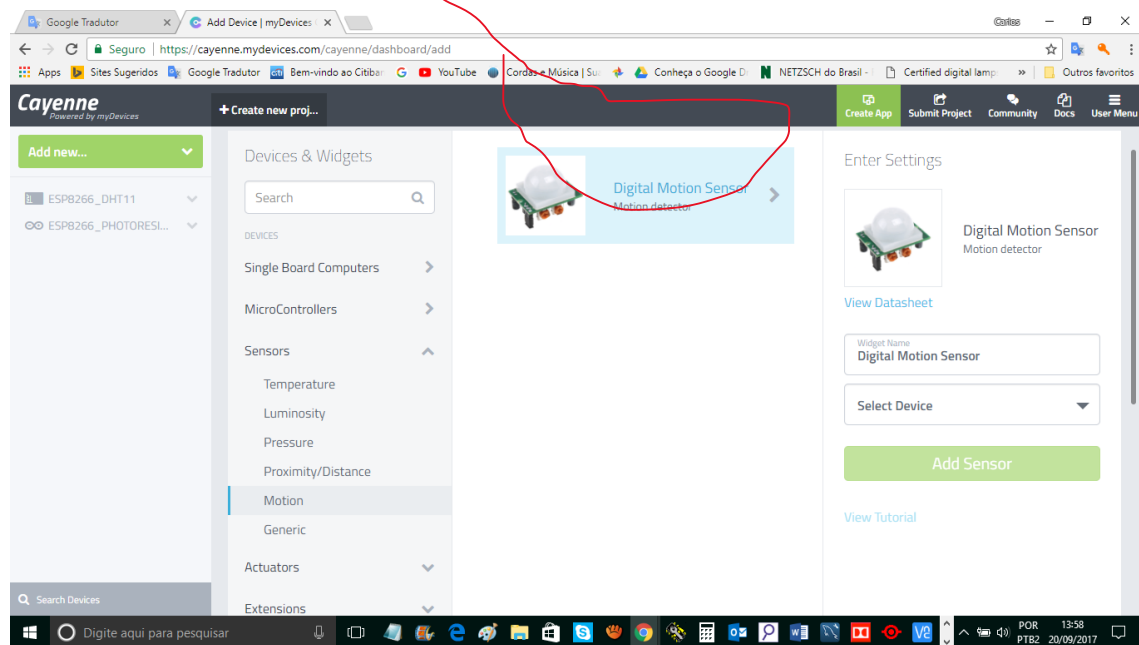 Google Tradutor
Add Device | myDevices
Carlos
Seguro | https://cayenne.mydevices.com/cayenne/dashboard/add
Apps Sites Sugeridos Google Tradutor citi Bem-vindo ao Citibar YouTube Cordas e Música | Su Conheça o Google D NETZSCH do Brasil - Certified digital lamp » Outros favoritos
Cayenne
Powered by myDevices
+ Create new proj...
Create App
Submit Project
Community
Docs
User Menu
Add new...
ESP8266_DHT11
ESP8266_PHOTORESI...
Search Devices
Devices & Widgets
Search
DEVICES
Single Board Computers
MicroControllers
Sensors
Temperature
Luminosity
Pressure
Proximity/Distance
Motion
Generic
Actuators
Extensions
Digital Motion Sensor
Motion detector
Enter Settings
Digital Motion Sensor
Motion detector
View Datasheet
Widget Name
Digital Motion Sensor
Select Device
Add Sensor
View Tutorial
Digite aqui para pesquisar
POR
PTB2
13:58
20/09/2017